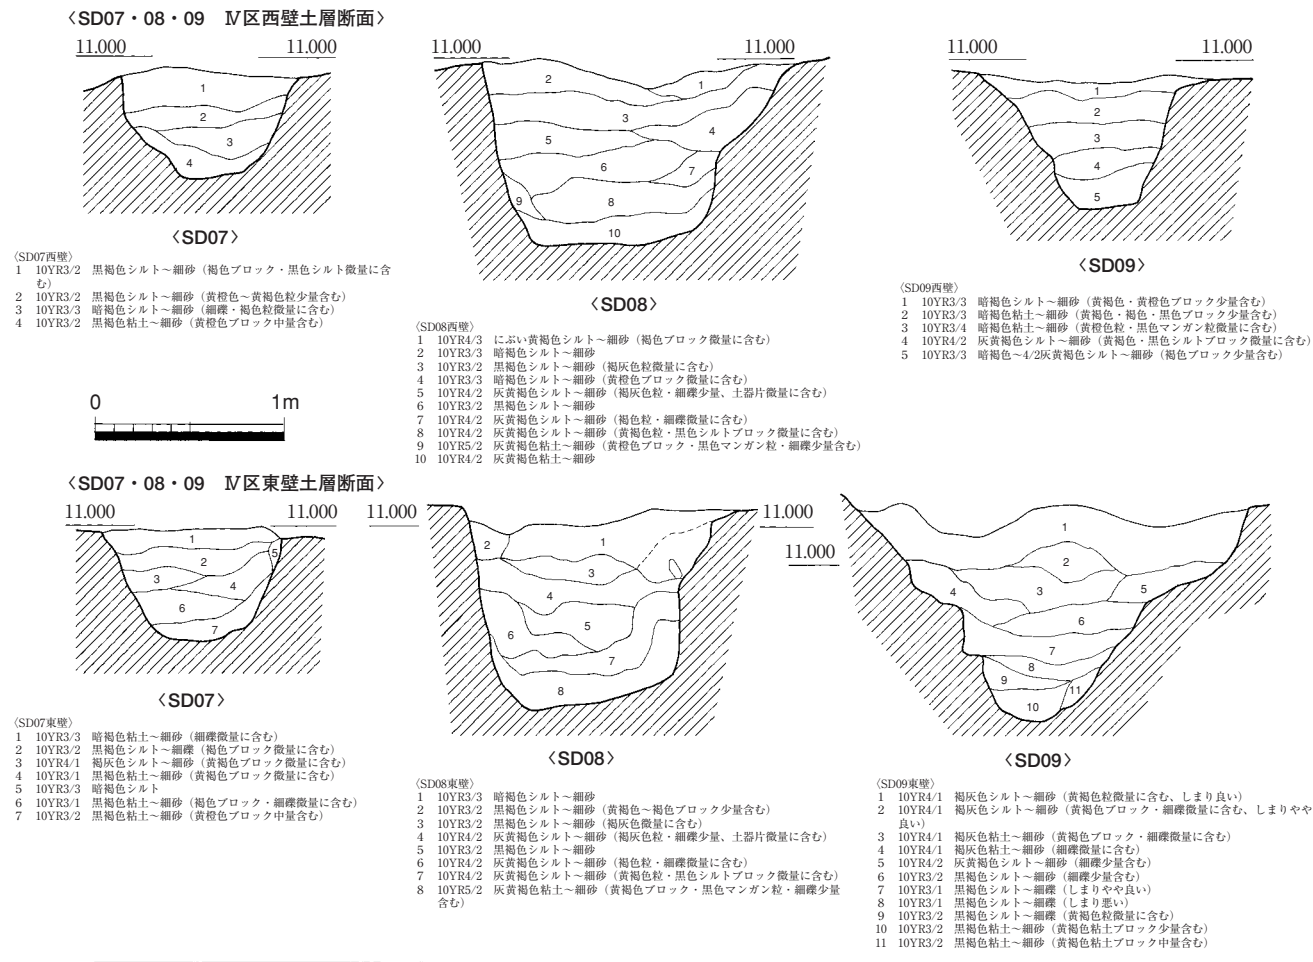 〈SD07・08・09　Ⅳ区西壁土層断面〉
11.000
11.000
1
2
3
4
〈SD07〉
〈SD07西壁〉
1　10YR3/2　黒褐色シルト～細砂（褐色ブロック・黒色シルト微量に含
む）
2　10YR3/2　黒褐色シルト～細砂（黄橙色～黄褐色粒少量含む）
3　10YR3/3　暗褐色シルト～細砂（細礫・褐色粒微量に含む）
4　10YR3/2　黒褐色粘土～細砂（黄橙色ブロック中量含む）
11.000
11.000
2
1
3
4
5
6
7
9
8
10
〈SD08〉
〈SD08西壁〉
1　10YR4/3　にぶい黄褐色シルト～細砂（褐色ブロック微量に含む）
2　10YR3/3　暗褐色シルト～細砂
3　10YR3/2　黒褐色シルト～細砂（褐灰色粒微量に含む）
4　10YR3/3　暗褐色シルト～細砂（黄橙色ブロック微量に含む）
5　10YR4/2　灰黄褐色シルト～細砂（褐灰色粒・細礫少量、土器片微量に含む）
6　10YR3/2　黒褐色シルト～細砂
7　10YR4/2　灰黄褐色シルト～細砂（褐色粒・細礫微量に含む）
8　10YR4/2　灰黄褐色シルト～細砂（黄褐色粒・黒色シルトブロック微量に含む）
9　10YR5/2　灰黄褐色粘土～細砂（黄橙色ブロック・黒色マンガン粒・細礫少量含む）
10　10YR4/2　灰黄褐色粘土～細砂
11.000
11.000
1
2
3
4
5
〈SD09〉
〈SD09西壁〉
1　10YR3/3　暗褐色シルト～細砂（黄褐色・黄橙色ブロック少量含む）
2　10YR3/3　暗褐色粘土～細砂（黄褐色・褐色・黒色ブロック少量含む）
3　10YR3/4　暗褐色粘土～細砂（黄橙色粒・黒色マンガン粒微量に含む）
4　10YR4/2　灰黄褐色シルト～細砂（黄褐色・黒色シルトブロック微量に含む）
5　10YR3/3　暗褐色～4/2灰黄褐色シルト～細砂（褐色ブロック少量含む）
0
1m
〈SD07・08・09　Ⅳ区東壁土層断面〉
11.000
11.000
1
2
5
3
4
6
7
〈SD07〉
〈SD07東壁〉
1　10YR3/3　暗褐色粘土～細砂（細礫微量に含む）
2　10YR3/2　黒褐色シルト～細礫（褐色ブロック微量に含む）
3　10YR4/1　褐灰色シルト～細砂（黄褐色ブロック微量に含む）
4　10YR3/1　黒褐色粘土～細砂（黄褐色ブロック微量に含む）
5　10YR3/3　暗褐色シルト
6　10YR3/1　黒褐色粘土～細砂（褐色ブロック・細礫微量に含む）
7　10YR3/2　黒褐色粘土～細砂（黄橙色ブロック中量含む）
11.000
11.000
2
1
3
4
5
6
7
8
〈SD08〉
〈SD08東壁〉
1　10YR3/3　暗褐色シルト～細砂
2　10YR3/2　黒褐色シルト～細砂（黄褐色～褐色ブロック少量含む）
3　10YR3/2　黒褐色シルト～細砂（褐灰色微量に含む）
4　10YR4/2　灰黄褐色シルト～細砂（褐灰色粒・細礫少量、土器片微量に含む）
5　10YR3/2　黒褐色シルト～細砂
6　10YR4/2　灰黄褐色シルト～細砂（褐色粒・細礫微量に含む）
7　10YR4/2　灰黄褐色シルト～細砂（黄褐色粒・黒色シルトブロック微量に含む）
8　10YR5/2　灰黄褐色粘土～細砂（黄褐色ブロック・黒色マンガン粒・細礫少量
含む）
11.000
1
2
4
3
5
6
7
8
9
11
10
〈SD09〉
〈SD09東壁〉
1　10YR4/1　褐灰色シルト～細砂（黄褐色粒微量に含む、しまり良い）
2　10YR4/1　褐灰色シルト～細砂（黄褐色ブロック・細礫微量に含む、しまりやや
良い）
3　10YR4/1　褐灰色粘土～細砂（黄褐色ブロック・細礫微量に含む）
4　10YR4/1　褐灰色粘土～細砂（細礫微量に含む）
5　10YR4/2　灰黄褐色シルト～細砂（細礫少量含む）
6　10YR3/2　黒褐色シルト～細砂（細礫少量含む）
7　10YR3/1　黒褐色シルト～細礫（しまりやや良い）
8　10YR3/1　黒褐色シルト～細礫（しまり悪い）
9　10YR3/2　黒褐色シルト～細礫（黄褐色粒微量に含む）
10　10YR3/2　黒褐色粘土～細砂（黄褐色粘土ブロック少量含む）
11　10YR3/2　黒褐色粘土～細砂（黄褐色粘土ブロック中量含む）